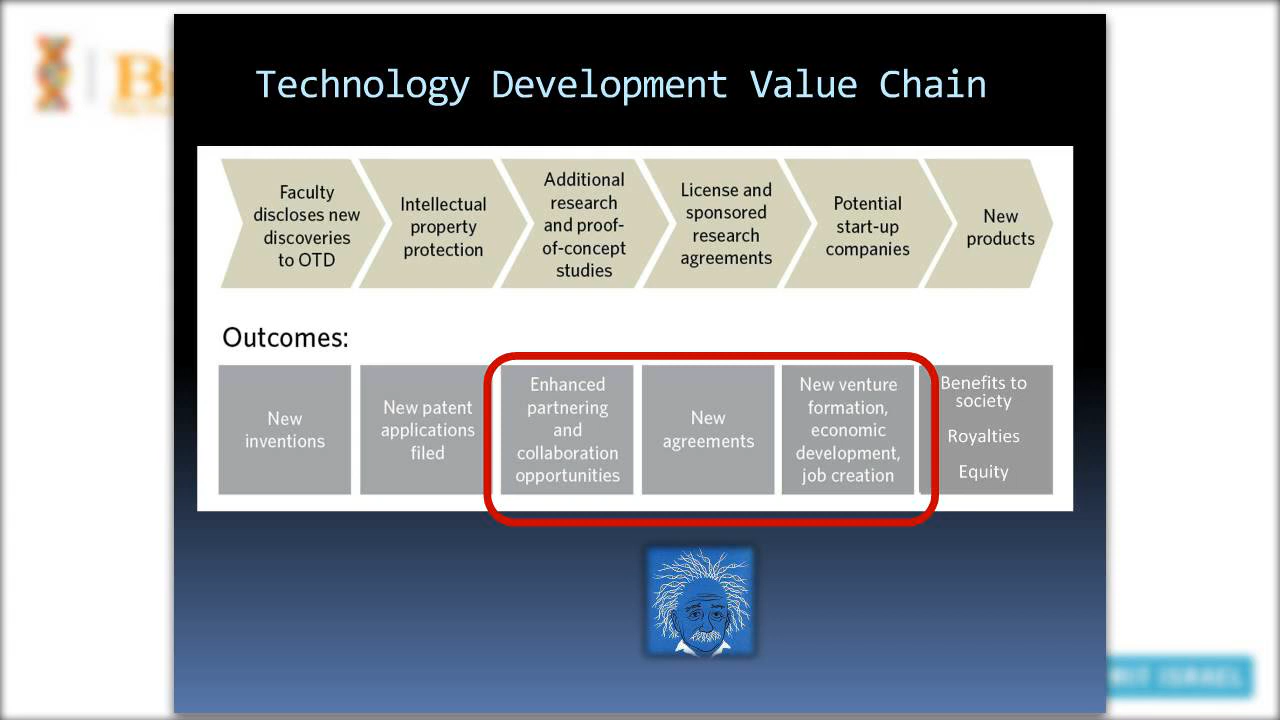 Technology Development Value Chain
Faculty
discloses new
discoveries
to OTD
Intellectual
property
protection
Additional
research
and proof-
of-concept
studies
License and
sponsored
research
agreements
Potential
start-up
companies
New
products
Outcomes:
New
inventions
New patent
applications
filed
Enhanced
partnering
and
collaboration
opportunities
New
agreements
New venture
formation,
economic
development,
job creation
Benefits to
society
Royalties
Equity
ISRAEL